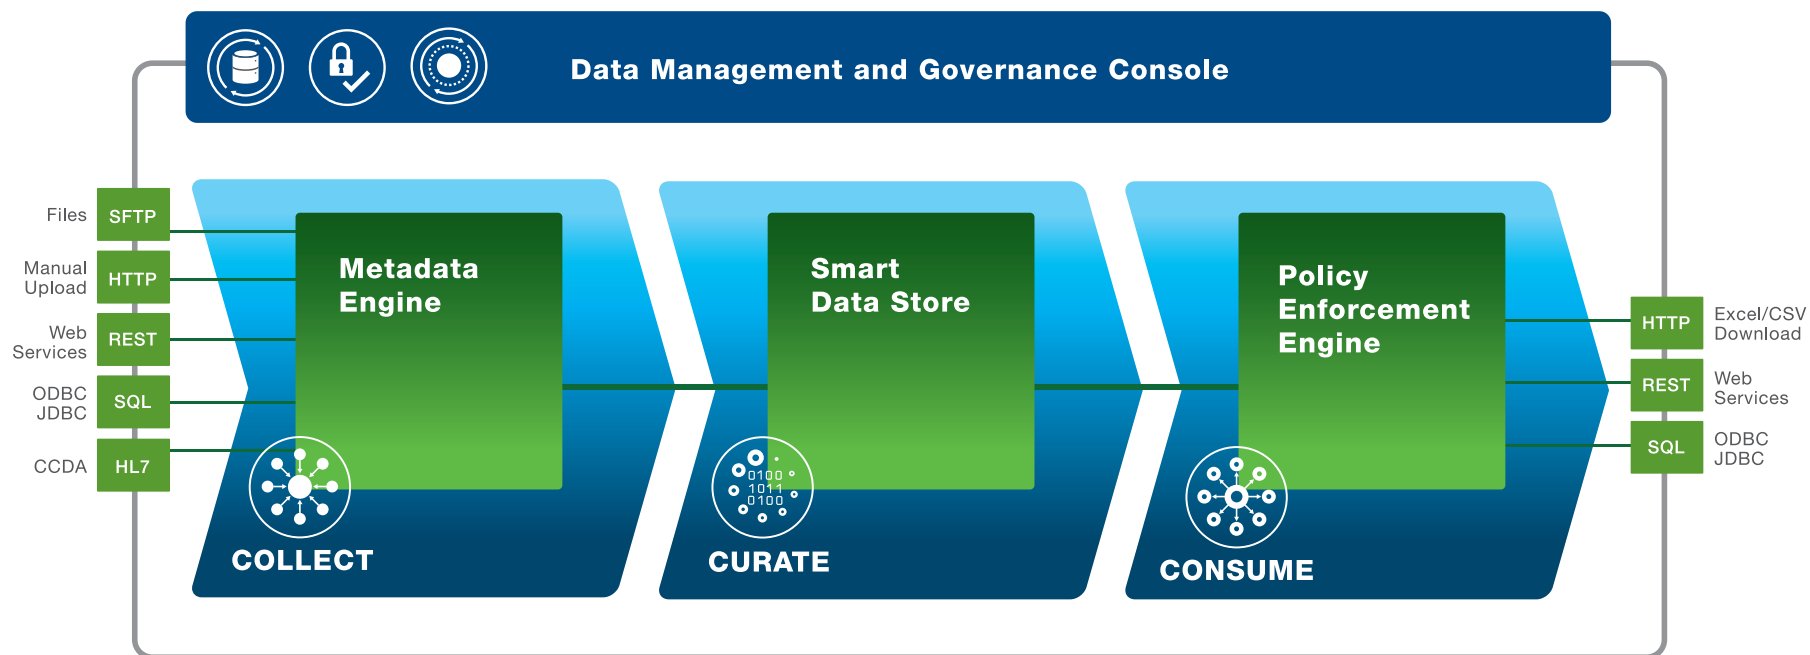 Data Management and Governance Console
Files
SFTP
Manual
Upload
HTTP
Web
Services
REST
ODBC
JDBC
SQL
CCDA
HL7
Metadata
Engine
COLLECT
Smart
Data Store
0100
1011
0100
CURATE
Policy
Enforcement
Engine
CONSUME
HTTP
Excel/CSV
Download
REST
Web
Services
SQL
ODBC
JDBC